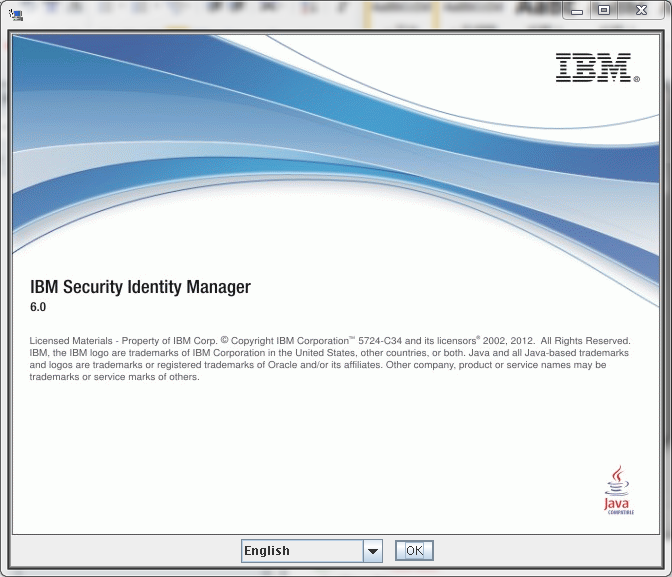 IBM®
IBM Security Identity Manager
6.0
Licensed Materials - Property of IBM Corp. © Copyright IBM Corporation™ 5724-C34 and its licensors® 2002, 2012. All Rights Reserved.
IBM, the IBM logo are trademarks of IBM Corporation in the United States, other countries, or both. Java and all Java-based trademarks
and logos are trademarks or registered trademarks of Oracle and/or its affiliates. Other company, product or service names may be
trademarks or service marks of others.
Java
COMPATIBLE
English
OK